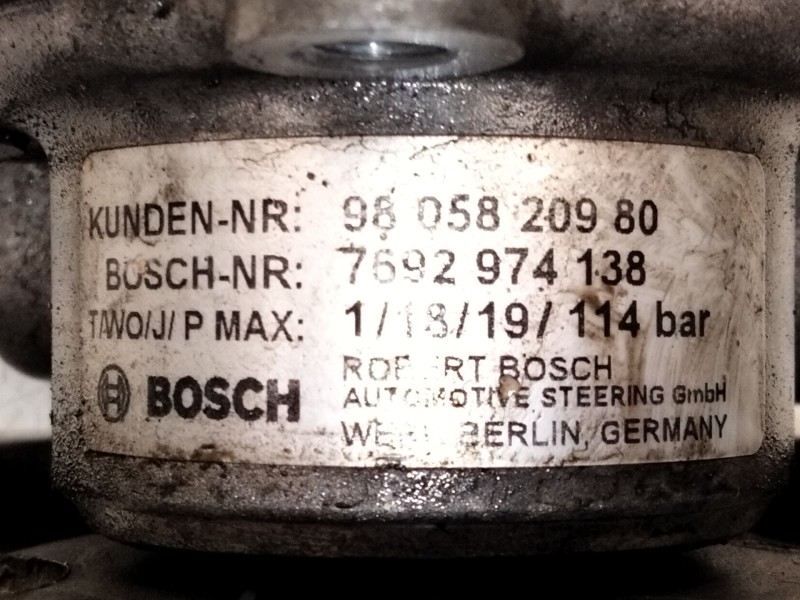 KUNDEN-NR: 98 058 209 80
BOSCH-NR: 7692 974 138
T/WO/J/ P MAX: 1/18/19/ 114 bar
BOSCH
ROBERT BOSCH
AUTOMOTIVE STEERING GmbH
BERLIN, GERMANY